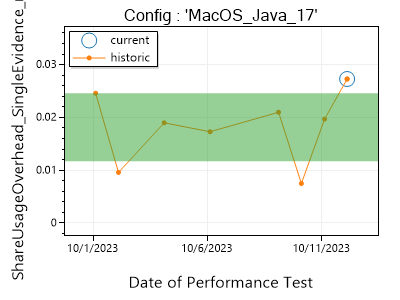 Config : 'MacOS_Java_17'
current
historic
0.03
0.02
0.01
0
ShareUsageOverhead_SingleEvidence_
10/1/2023
10/6/2023
10/11/2023
Date of Performance Test